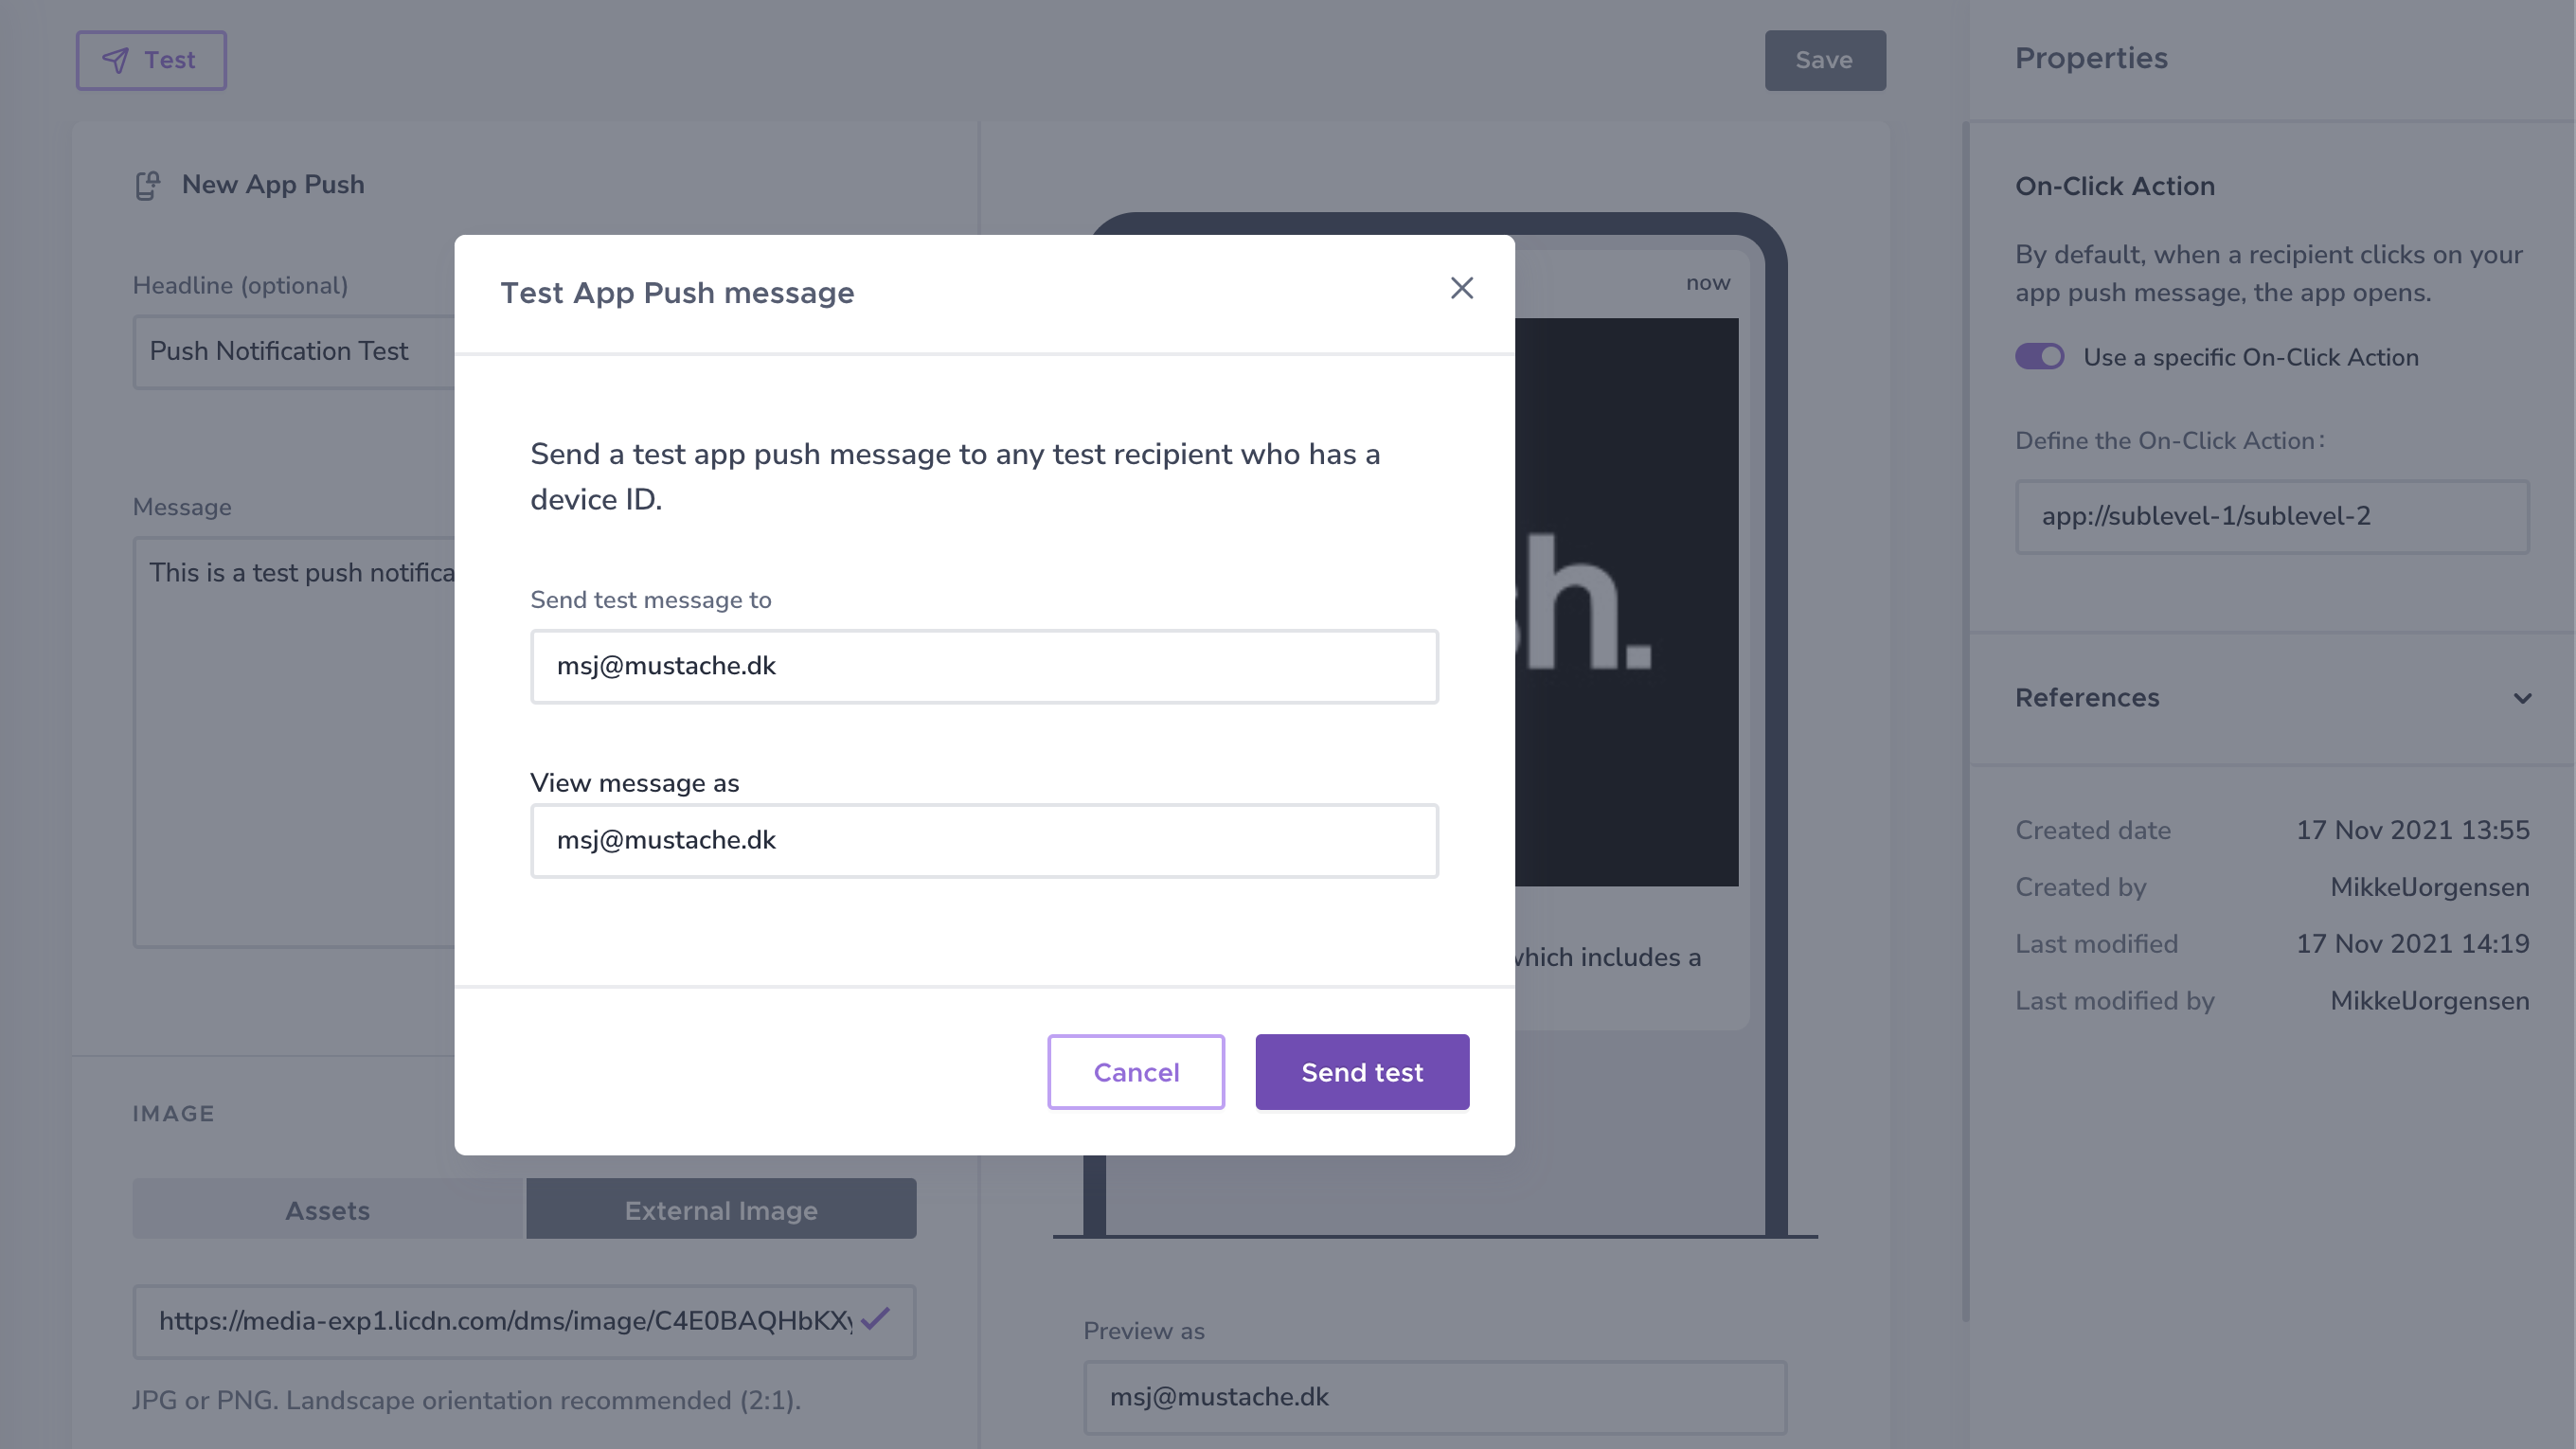 Test
Save
Properties
New App Push
Headline (optional)
Push Notification Test
Message
This is a test push notifica
Test App Push message
Send a test app push message to any test recipient who has a
device ID.
Send test message to
msj@mustache.dk
View message as
msj@mustache.dk
Cancel
Send test
now
h.
which includes a
IMAGE
Assets
External Image
https://media-exp1.licdn.com/dms/image/C4E0BAQHbKXy
JPG or PNG. Landscape orientation recommended (2:1).
Preview as
msj@mustache.dk
On-Click Action
By default, when a recipient clicks on your
app push message, the app opens.
Use a specific On-Click Action
Define the On-Click Action:
app://sublevel-1/sublevel-2
References
Created date
17 Nov 2021 13:55
Created by
MikkelJorgensen
Last modified
17 Nov 2021 14:19
Last modified by
MikkelJorgensen